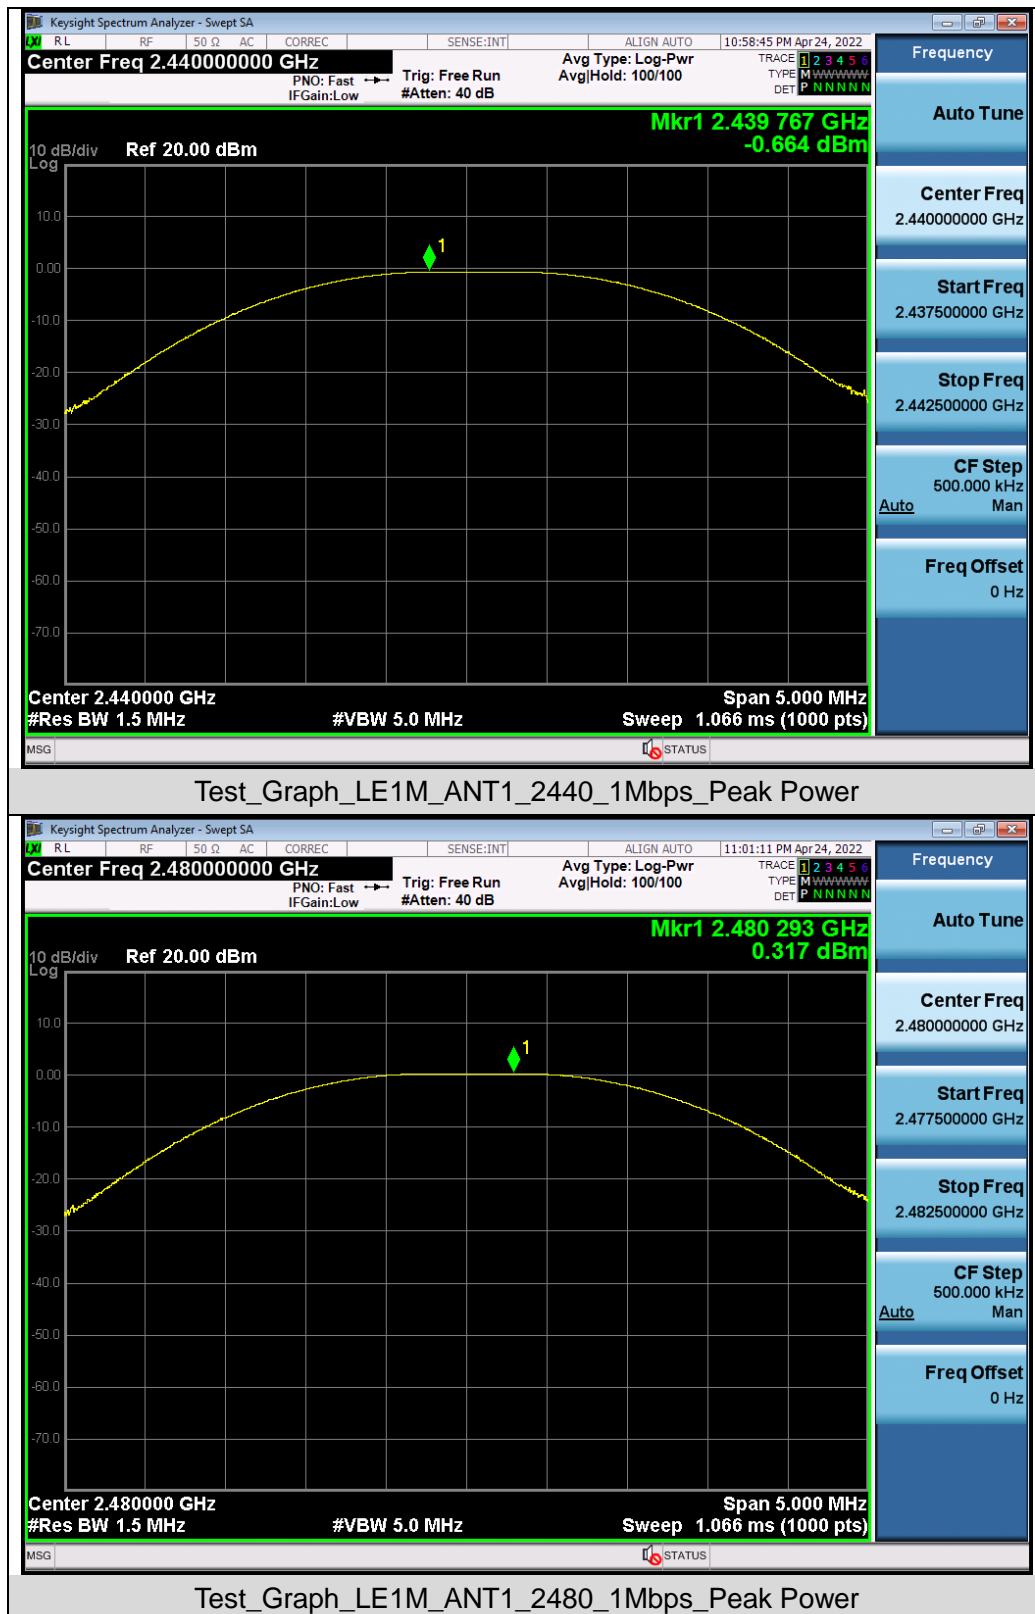 Keysight Spectrum Analyzer - Swept SA
LXI RL RF 50 Ω AC CORREC SENSE:INT ALIGN AUTO 10:58:45 PM Apr 24, 2022
Center Freq 2.440000000 GHz
PNO: Fast
IFGain:Low
Trig: Free Run
#Atten: 40 dB
Avg Type: Log-Pwr
Avg|Hold: 100/100
TRACE 1 2 3 4 5 6
TYPE M W W W W W
DET P N N N N N
Mkr1 2.439 767 GHz
-0.664 dBm
10 dB/div Ref 20.00 dBm
Log
10.0
1
0.00
-10.0
-20.0
-30.0
-40.0
-50.0
-60.0
-70.0
Center 2.440000 GHz Span 5.000 MHz
#Res BW 1.5 MHz #VBW 5.0 MHz Sweep 1.066 ms (1000 pts)
MSG STATUS
Frequency
Auto Tune
Center Freq
2.440000000 GHz
Start Freq
2.437500000 GHz
Stop Freq
2.442500000 GHz
CF Step
500.000 kHz
Auto Man
Freq Offset
0 Hz
Test_Graph_LE1M_ANT1_2440_1Mbps_Peak Power
Keysight Spectrum Analyzer - Swept SA
LXI RL RF 50 Ω AC CORREC SENSE:INT ALIGN AUTO 11:01:11 PM Apr 24, 2022
Center Freq 2.480000000 GHz
PNO: Fast
IFGain:Low
Trig: Free Run
#Atten: 40 dB
Avg Type: Log-Pwr
Avg|Hold: 100/100
TRACE 1 2 3 4 5 6
TYPE M W W W W W
DET P N N N N N
Mkr1 2.480 293 GHz
0.317 dBm
10 dB/div Ref 20.00 dBm
Log
10.0
1
0.00
-10.0
-20.0
-30.0
-40.0
-50.0
-60.0
-70.0
Center 2.480000 GHz Span 5.000 MHz
#Res BW 1.5 MHz #VBW 5.0 MHz Sweep 1.066 ms (1000 pts)
MSG STATUS
Frequency
Auto Tune
Center Freq
2.480000000 GHz
Start Freq
2.477500000 GHz
Stop Freq
2.482500000 GHz
CF Step
500.000 kHz
Auto Man
Freq Offset
0 Hz
Test_Graph_LE1M_ANT1_2480_1Mbps_Peak Power